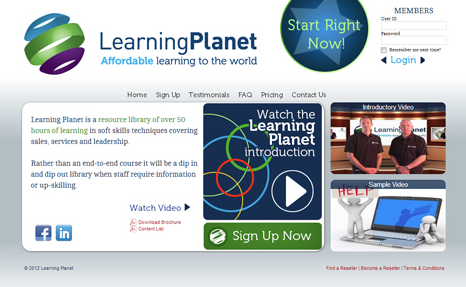 LearningPlanet
Affordable learning to the world
Start Right
Now!
MEMBERS
User ID
Password
Remember me next time?
Login
Home Sign Up Testimonials FAQ Pricing Contact Us
Learning Planet is a resource library of over 50
hours of learning in soft skills techniques covering
sales, services and leadership.
Rather than an end-to-end course it will be a dip in
and dip out library when staff require information
or up-skilling.
Watch Video
Download Brochure
Content List
Watch the
Learning
Planet
introduction
Sign Up Now
Introductory Video
LearningPlanet
Sample Video
HELP
© 2012 Learning Planet
Find a Reseller | Become a Reseller | Terms & Conditions